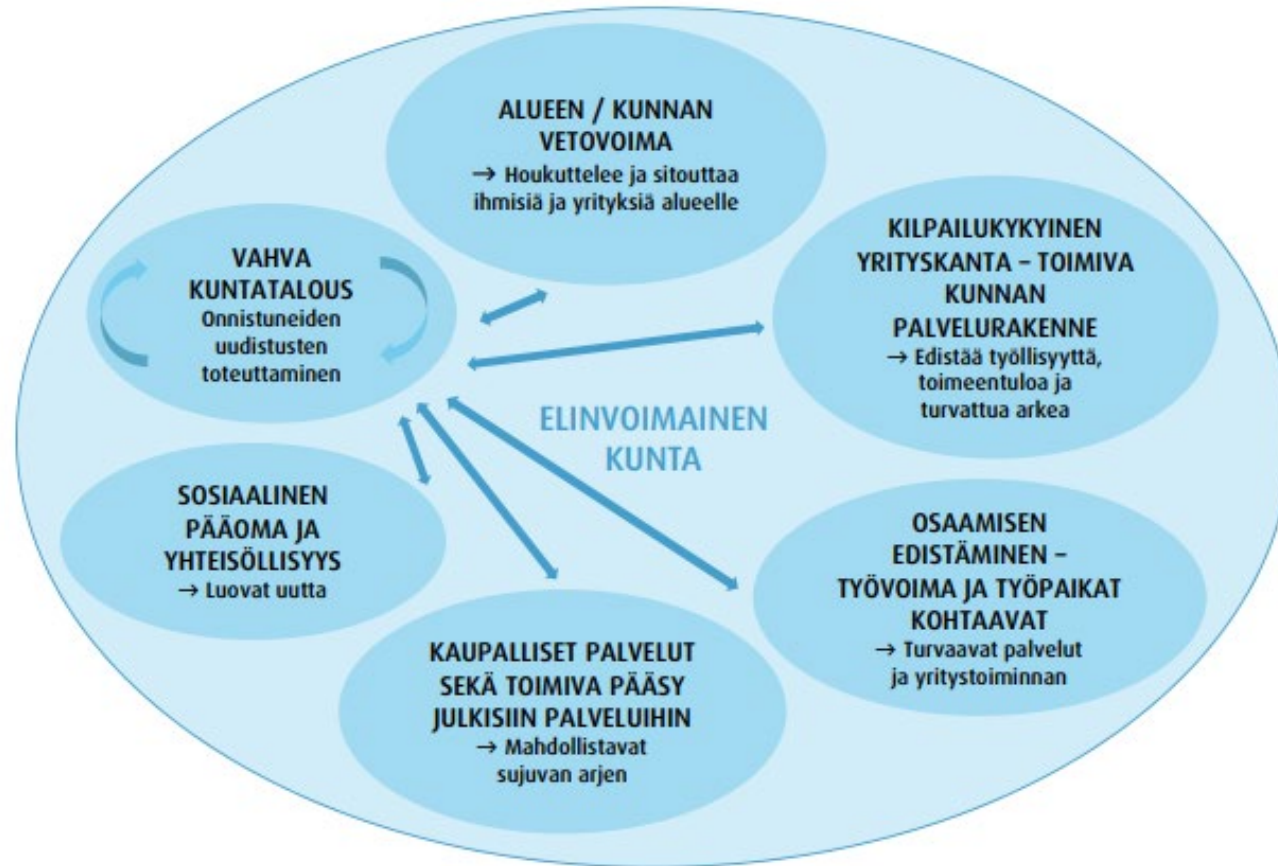 ALUEEN / KUNNAN
VETOVOIMA
→ Houkuttelee ja sitouttaa
ihmisiä ja yrityksiä alueelle
KILPAILUKYKYINEN
YRITYSKANTA – TOIMIVA
KUNNAN
PALVELURAKENNE
→ Edistää työllisyyttä,
toimeentuloa ja
turvattua arkea
VAHVA
KUNTATALOUS
Onnistuneiden
uudistusten
toteuttaminen
ELINVOIMAINEN
KUNTA
SOSIAALINEN
PÄÄOMA JA
YHTEISÖLLISYYS
→ Luovat uutta
OSAAMISEN
EDISTÄMINEN –
TYÖVOIMA JA TYÖPAIKAT
KOHTAAVAT
→ Turvaavat palvelut
ja yritystoiminnan
KAUPALLISET PALVELUT
SEKÄ TOIMIVA PÄÄSY
JULKISIIN PALVELUIHIN
→ Mahdollistavat
sujuvan arjen